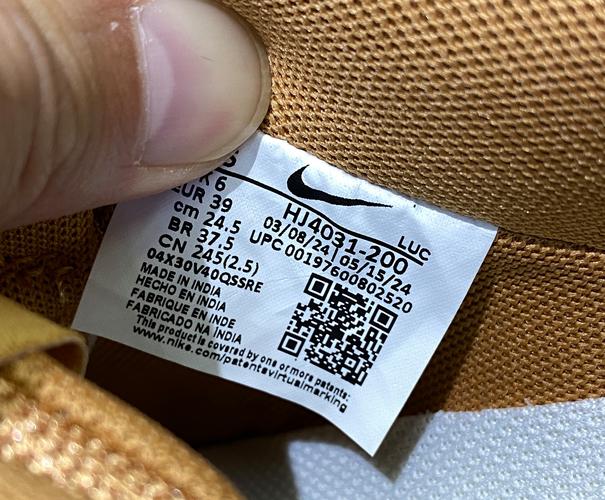 6
EUR 39
cm 24.5
BR 37.5
CN 245(2.5)
04X30V40QSSRE
MADE IN INDIA
HECHO EN INDIA
FABRIQUE EN INDE
FABRICADO NA INDIA
This product is covered by one or more patents:
www.nike.com/patentsvirtualmarking
HJ4031-200 LUC
03/08/24 | 05/15/24
UPC 00197600802520